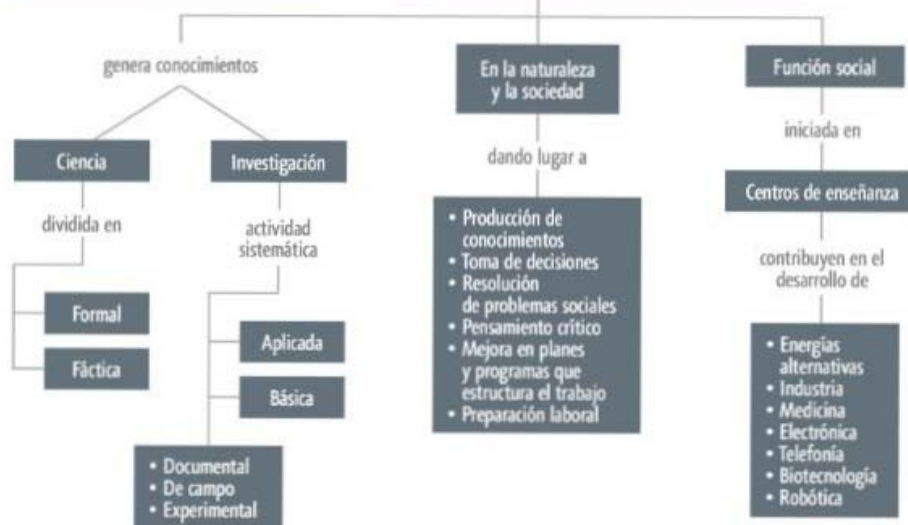 genera conocimientos
Ciencia
dividida en
Formal
Fáctica
Investigación
actividad
sistemática
Aplicada
Básica
• Documental
• De campo
• Experimental
En la naturaleza
y la sociedad
dando lugar a
• Producción de
conocimientos
• Toma de decisiones
• Resolución
de problemas sociales
• Pensamiento crítico
• Mejora en planes
y programas que
estructura el trabajo
• Preparación laboral
Función social
iniciada en
Centros de enseñanza
contribuyen en el
desarrollo de
• Energías
alternativas
• Industria
• Medicina
• Electrónica
• Telefonía
• Biotecnología
• Robótica